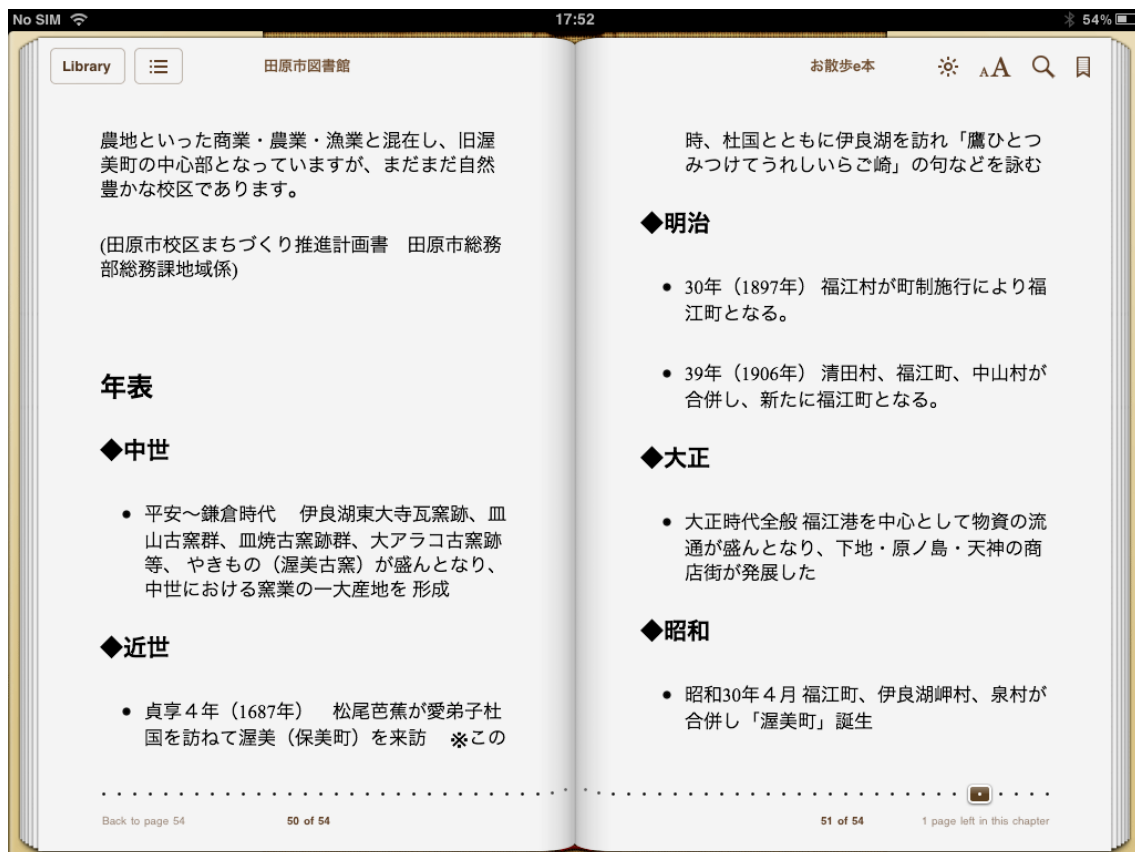 No SIM 17:52 54%
Library 田原市図書館
農地といった商業・農業・漁業と混在し、旧渥
美町の中心部となっていますが、まだまだ自然
豊かな校区であります。
(田原市校区まちづくり推進計画書　田原市総務
部総務課地域係)
年表
◆中世
• 平安～鎌倉時代　伊良湖東大寺瓦窯跡、皿
山古窯群、皿焼古窯跡群、大アラコ古窯跡
等、 やきもの（渥美古窯）が盛んとなり、
中世における窯業の一大産地を 形成
◆近世
• 貞享４年（1687年）　松尾芭蕉が愛弟子杜
国を訪ねて渥美（保美町）を来訪　※この
Back to page 54 50 of 54
お散歩e本 AA
時、杜国とともに伊良湖を訪れ「鷹ひとつ
みつけてうれしいらご崎」の句などを詠む
◆明治
• 30年（1897年） 福江村が町制施行により福
江町となる。
• 39年（1906年） 清田村、福江町、中山村が
合併し、新たに福江町となる。
◆大正
• 大正時代全般 福江港を中心として物資の流
通が盛んとなり、下地・原ノ島・天神の商
店街が発展した
◆昭和
• 昭和30年４月 福江町、伊良湖岬村、泉村が
合併し「渥美町」誕生
51 of 54 1 page left in this chapter